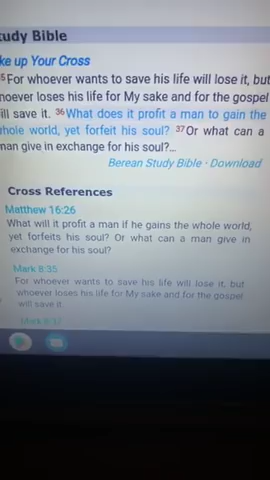 tudy Bible
ke up Your Cross
35For whoever wants to save his life will lose it, but
hoever loses his life for My sake and for the gospel
ill save it. 36What does it profit a man to gain the
hole world, yet forfeit his soul? 37Or what can a
man give in exchange for his soul?...
Berean Study Bible · Download
Cross References
Matthew 16:26
What will it profit a man if he gains the whole world,
yet forfeits his soul? Or what can a man give in
exchange for his soul?
Mark 8:35
For whoever wants to save his life will lose it, but
whoever loses his life for My sake and for the gospel
will save it.
Mark 8:37